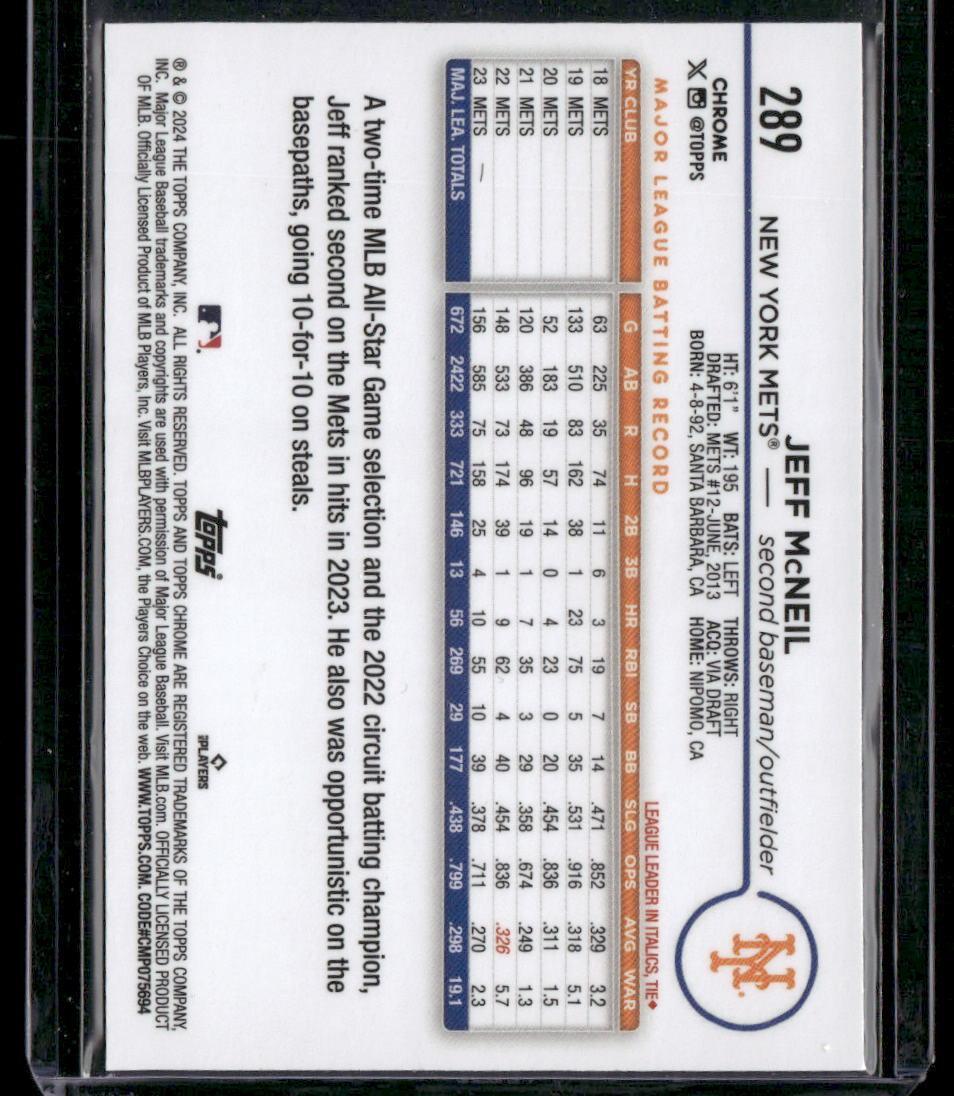 289
JEFF McNEIL
NEW YORK METS® — second baseman/outfielder
CHROME
X @TOPPS
HT: 6'1" WT: 195 BATS: LEFT THROWS: RIGHT
DRAFTED: METS #12-JUNE, 2013 ACQ: VIA DRAFT
BORN: 4-8-92, SANTA BARBARA, CA HOME: NIPOMO, CA
MAJOR LEAGUE BATTING RECORD
LEAGUE LEADER IN ITALICS, TIE♦
YR CLUB G AB R H 2B 3B HR RBI SB BB SLG OPS AVG WAR
18 METS 63 225 35 74 11 6 3 19 7 14 .471 .852 .329 3.2
19 METS 133 510 83 162 38 1 23 75 5 35 .531 .916 .318 5.1
20 METS 52 183 19 57 14 0 4 23 0 20 .454 .836 .311 1.5
21 METS 120 386 48 96 19 1 7 35 3 29 .358 .674 .249 1.3
22 METS 148 533 73 174 39 1 9 62 4 40 .454 .836 .326 5.7
23 METS 156 585 75 158 25 4 10 55 10 39 .378 .711 .270 2.3
MAJ. LEA. TOTALS 672 2422 333 721 146 13 56 269 29 177 .438 .799 .298 19.1
A two-time MLB All-Star Game selection and the 2022 circuit batting champion,
Jeff ranked second on the Mets in hits in 2023. He also was opportunistic on the
basepaths, going 10-for-10 on steals.
topps
PLAYERS
® & © 2024 THE TOPPS COMPANY, INC. ALL RIGHTS RESERVED. TOPPS AND TOPPS CHROME ARE REGISTERED TRADEMARKS OF THE TOPPS COMPANY,
INC. Major League Baseball trademarks and copyrights are used with permission of Major League Baseball. Visit MLB.com. OFFICIALLY LICENSED PRODUCT
OF MLB. Officially Licensed Product of MLB Players, Inc. Visit MLBPLAYERS.COM, the Players Choice on the web. WWW.TOPPS.COM. CODE#CMP075694